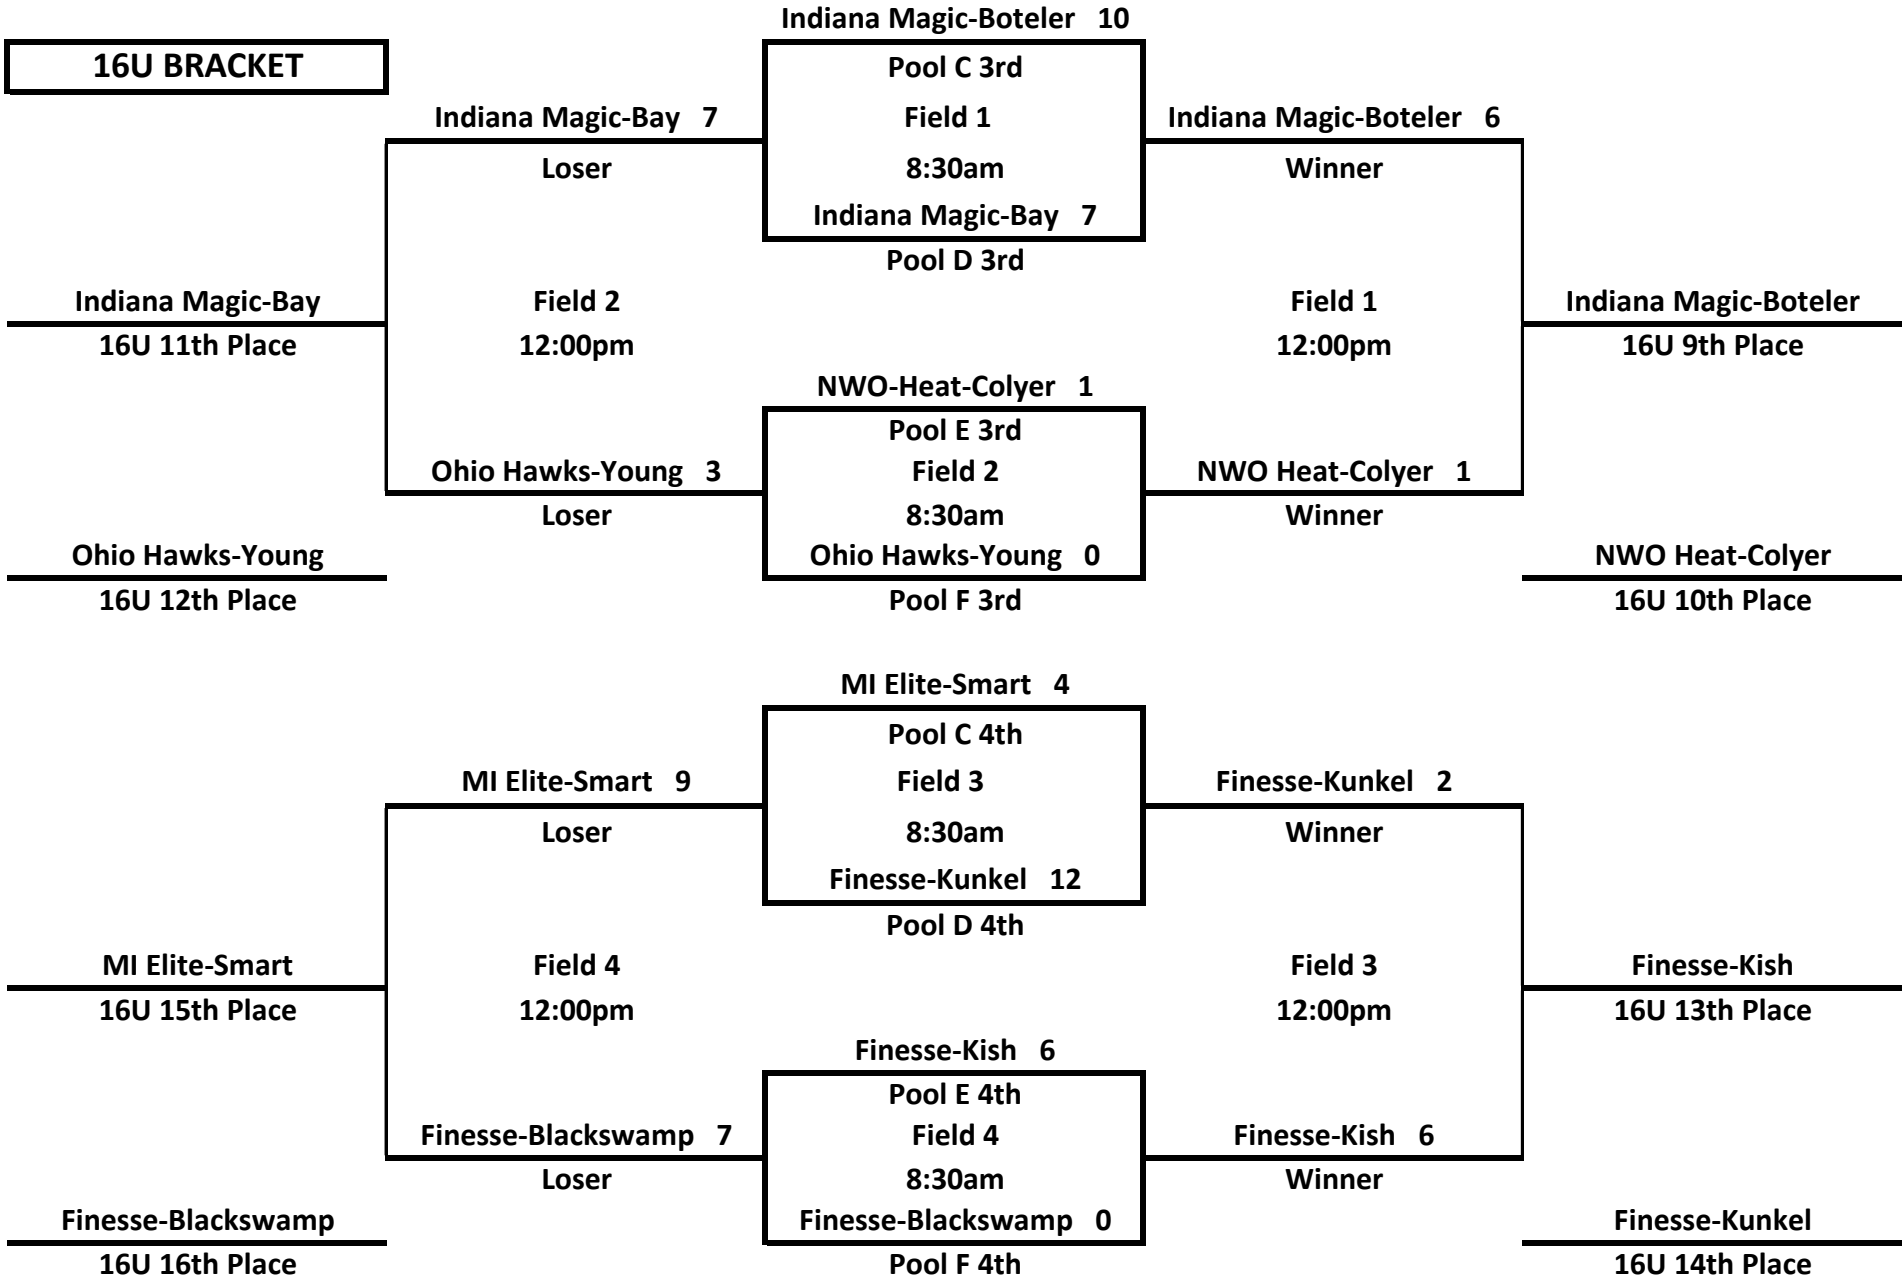 Indiana Magic-Boteler 10
16U BRACKET
Pool C 3rd
Indiana Magic-Bay 7
Field 1
Indiana Magic-Boteler 6
Loser
8:30am
Winner
Indiana Magic-Bay 7
Pool D 3rd
Indiana Magic-Bay
Field 2
Field 1
Indiana Magic-Boteler
16U 11th Place
12:00pm
12:00pm
16U 9th Place
NWO-Heat-Colyer 1
Pool E 3rd
Ohio Hawks-Young 3
Field 2
NWO Heat-Colyer 1
Loser
8:30am
Winner
Ohio Hawks-Young
Ohio Hawks-Young 0
NWO Heat-Colyer
16U 12th Place
Pool F 3rd
16U 10th Place
MI Elite-Smart 4
Pool C 4th
MI Elite-Smart 9
Field 3
Finesse-Kunkel 2
Loser
8:30am
Winner
Finesse-Kunkel 12
Pool D 4th
MI Elite-Smart
Field 4
Field 3
Finesse-Kish
16U 15th Place
12:00pm
12:00pm
16U 13th Place
Finesse-Kish 6
Pool E 4th
Finesse-Blackswamp 7
Field 4
Finesse-Kish 6
Loser
8:30am
Winner
Finesse-Blackswamp
Finesse-Blackswamp 0
Finesse-Kunkel
16U 16th Place
Pool F 4th
16U 14th Place